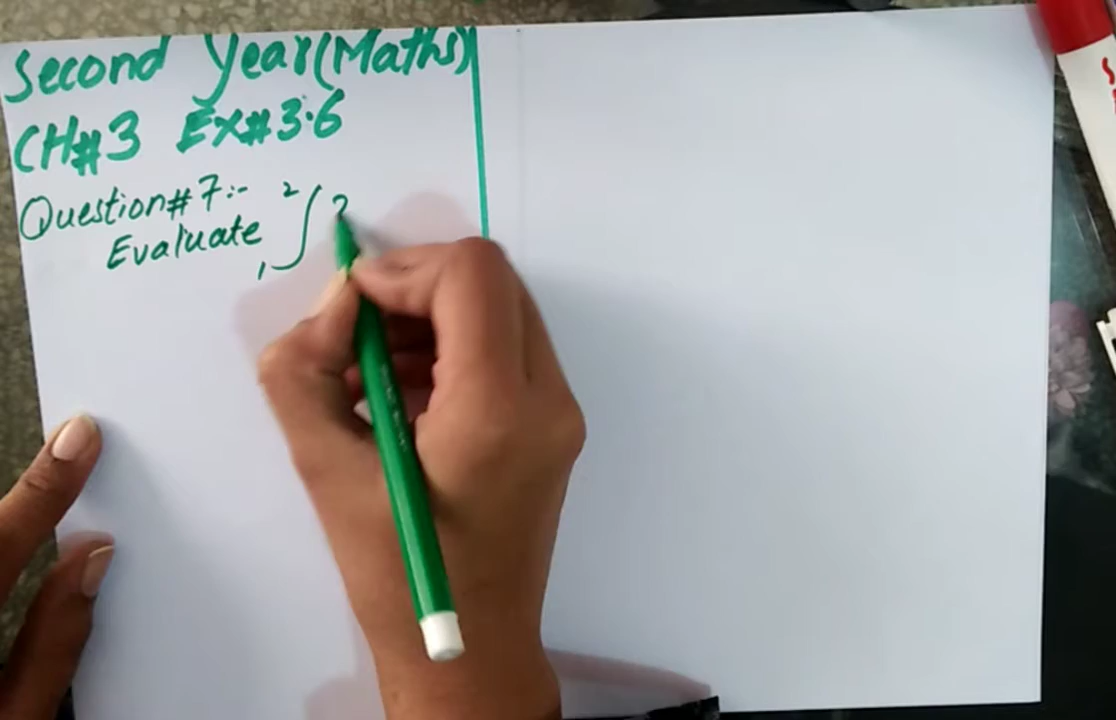 Second Year(Maths)
CH#3 EX#3.6
Question#7:-
Evaluate ₁∫²